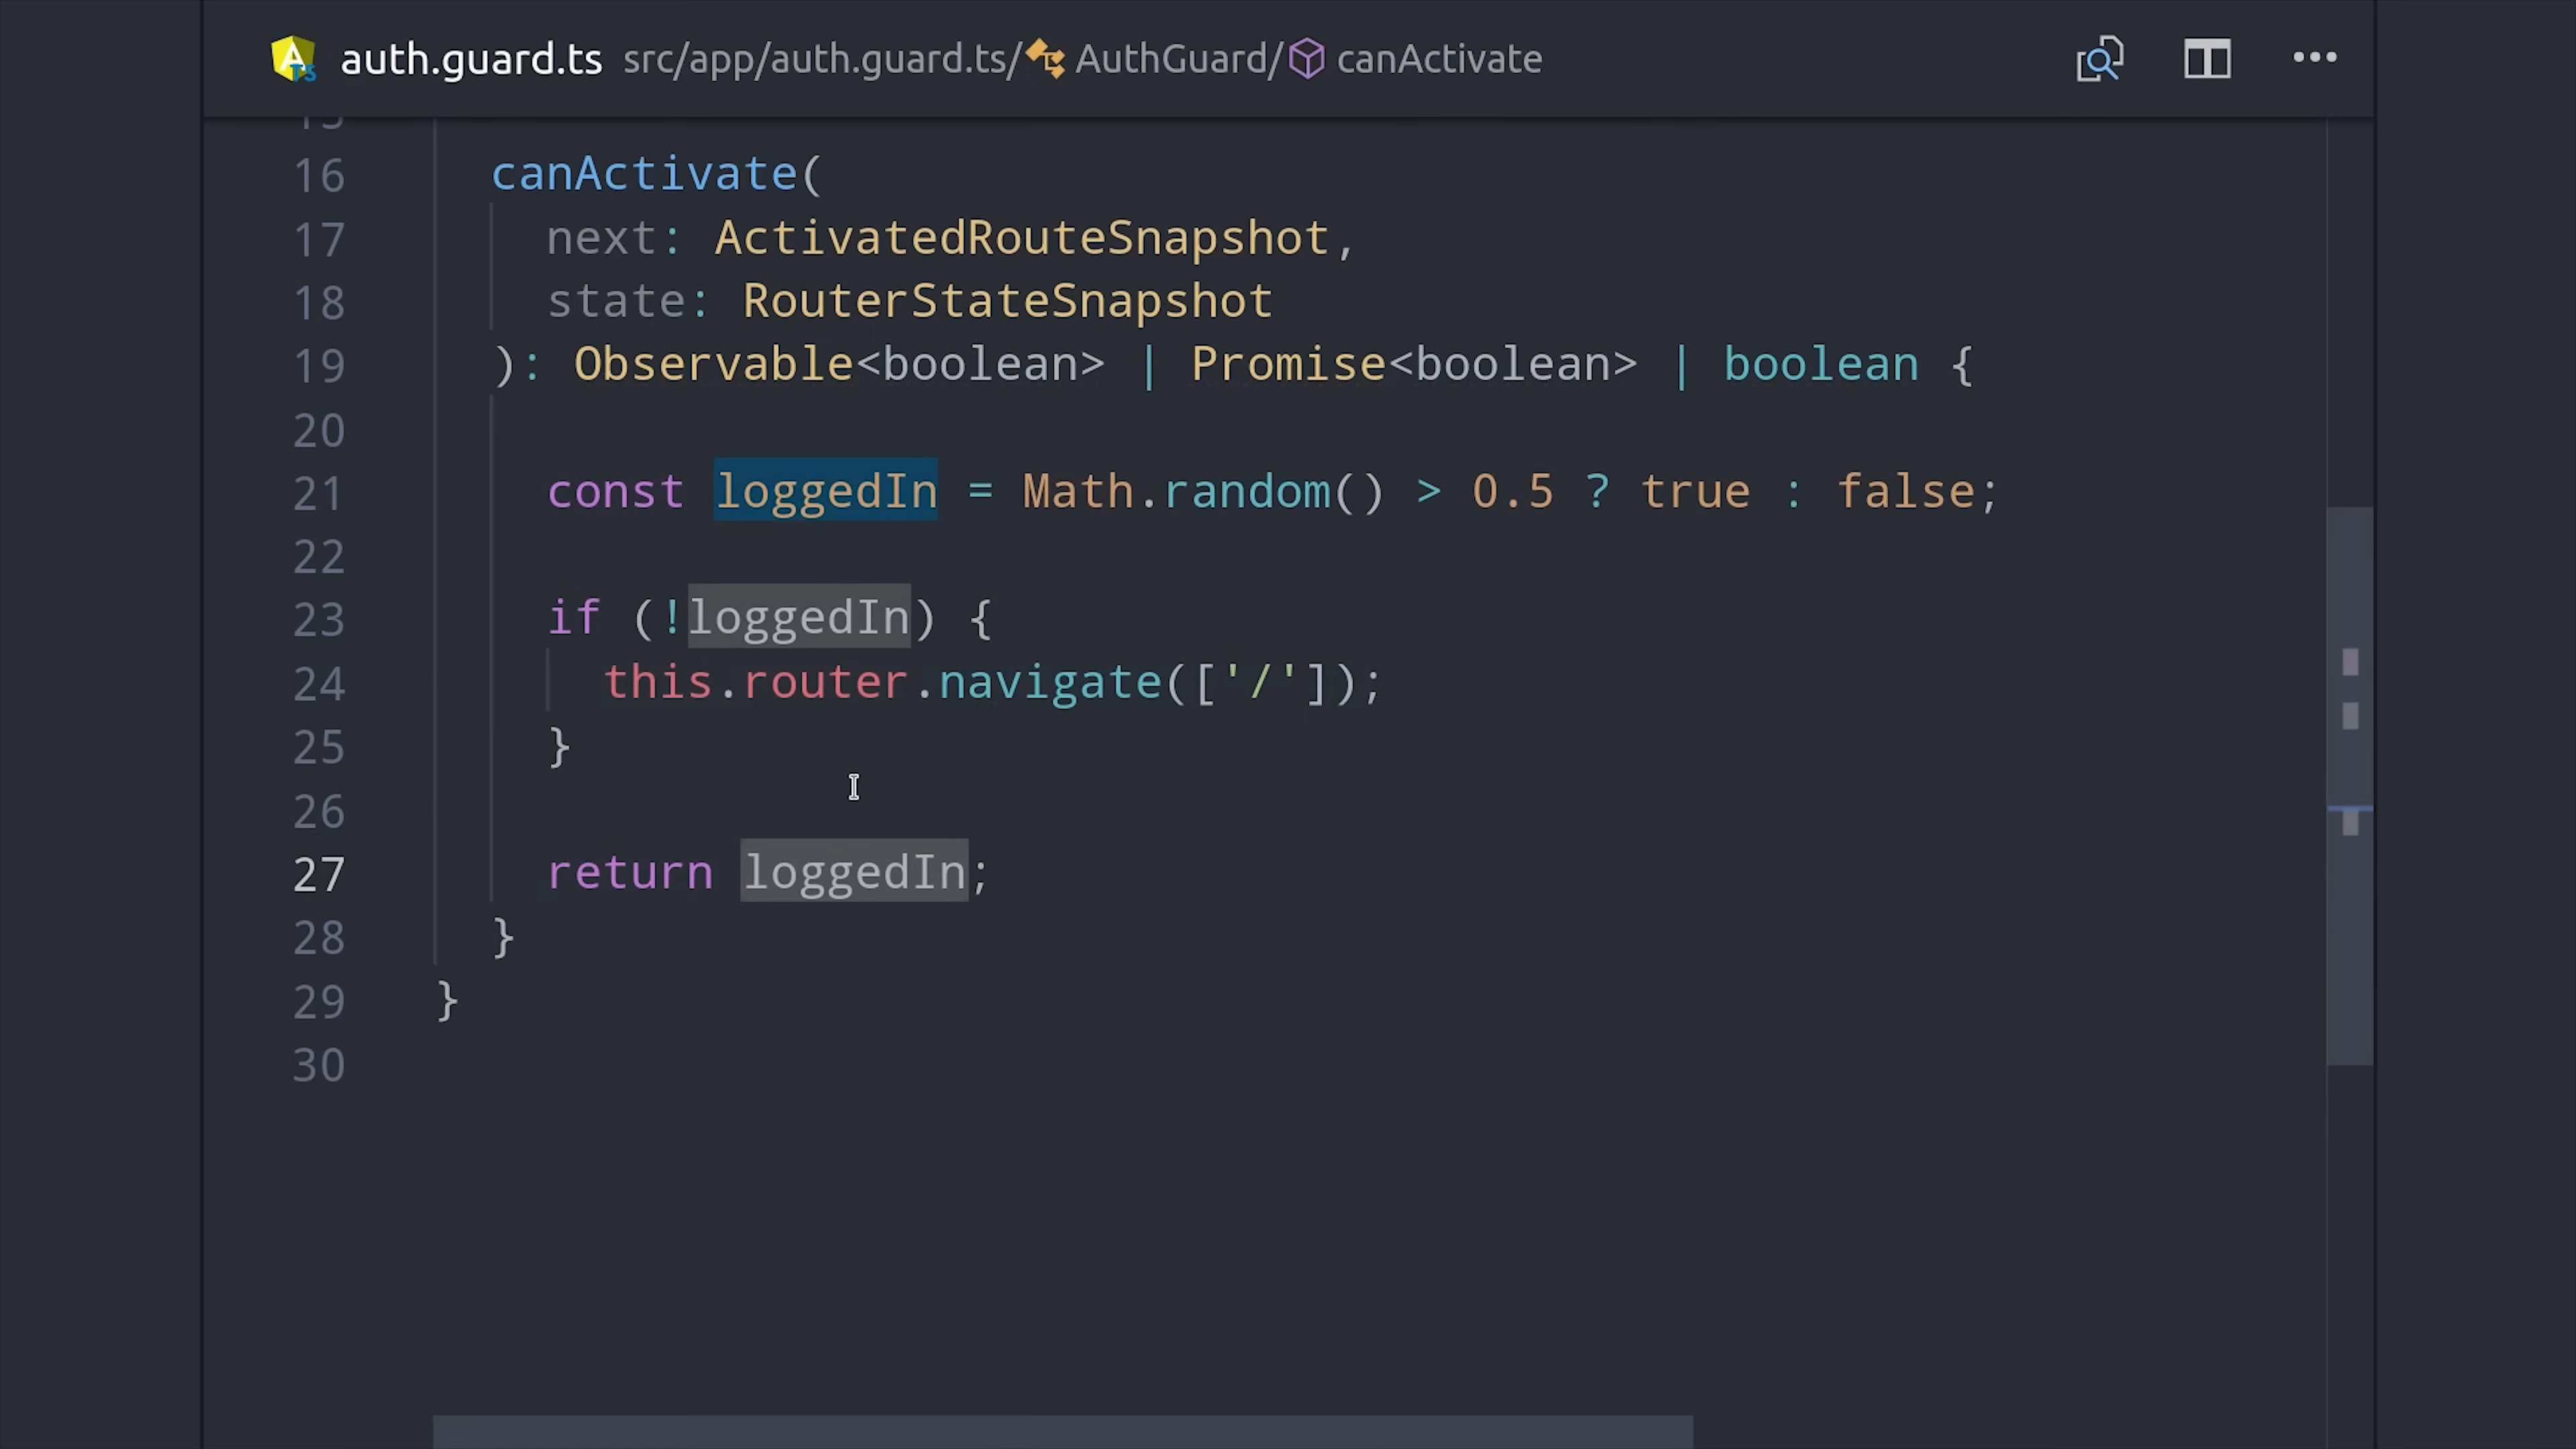 auth.guard.ts src/app/auth.guard.ts/ AuthGuard/ canActivate
15
16 canActivate(
17 next: ActivatedRouteSnapshot,
18 state: RouterStateSnapshot
19 ): Observable<boolean> | Promise<boolean> | boolean {
20
21 const loggedIn = Math.random() > 0.5 ? true : false;
22
23 if (!loggedIn) {
24 this.router.navigate(['/']);
25 }
26
27 return loggedIn;
28 }
29 }
30